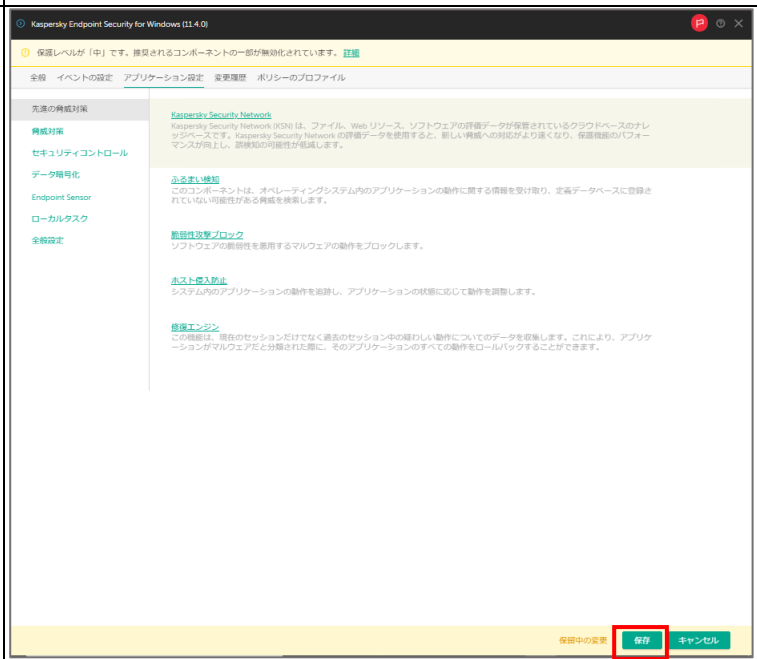 Kaspersky Endpoint Security for Windows (11.4.0)
保護レベルが「中」です。推奨されるコンポーネントの一部が無効化されています。 詳細
全般 イベントの設定 アプリケーション設定 変更履歴 ポリシーのプロファイル
先進の脅威対策
脅威対策
セキュリティコントロール
データ暗号化
Endpoint Sensor
ローカルタスク
全般設定
Kaspersky Security Network
Kaspersky Security Network (KSN) は、ファイル、Web リソース、ソフトウェアの評価データが保管されているクラウドベースのナレ
ッジベースです。Kaspersky Security Network の評価データを使用すると、新しい脅威への対応がより速くなり、保護機能のパフォー
マンスが向上し、誤検知の可能性が低減します。
ふるまい検知
このコンポーネントは、オペレーティングシステム内のアプリケーションの動作に関する情報を受け取り、定義データベースに登録さ
れていない可能性がある脅威を検索します。
脆弱性攻撃ブロック
ソフトウェアの脆弱性を悪用するマルウェアの動作をブロックします。
ホスト侵入防止
システム内のアプリケーションの動作を追跡し、アプリケーションの状態に応じて動作を調整します。
修復エンジン
この機能は、現在のセッションだけでなく過去のセッション中の疑わしい動作についてのデータを収集します。これにより、アプリケ
ーションがマルウェアだと分類された際に、そのアプリケーションのすべての動作をロールバックすることができます。
保留中の変更 保存 キャンセル